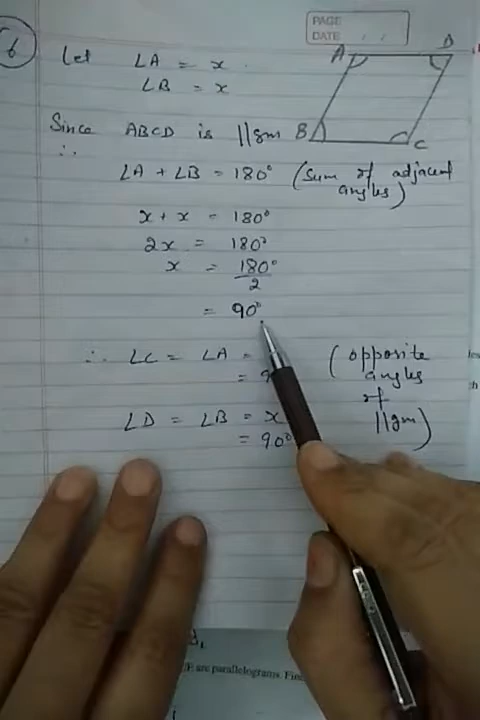 PAGE
DATE / /
6
Let ∠A = x
∠B = x
A D
B C
Since ABCD is ||gm
∴
∠A + ∠B = 180° (Sum of adjacent angles)
x + x = 180°
2x = 180°
x = 180°
2
= 90°
∴ ∠C = ∠A = (opposite
= 9 angles
of
∠D = ∠B = x ||gm)
= 90°
are parallelograms.